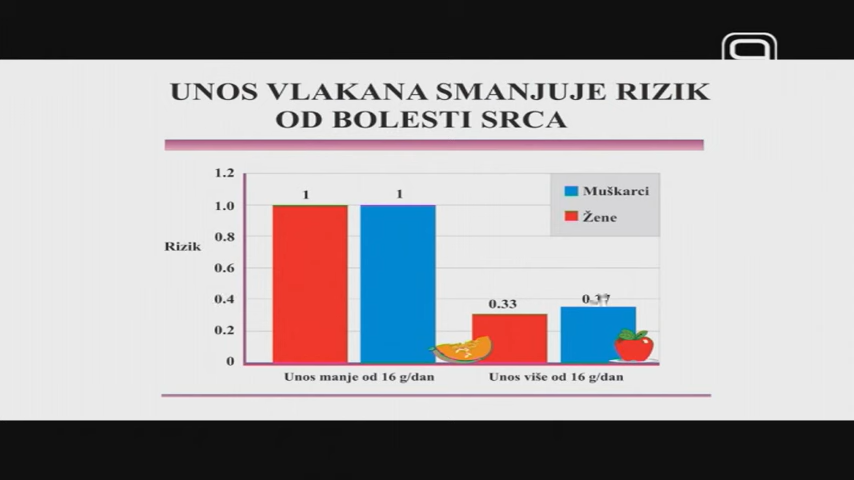 UNOS VLAKANA SMANJUJE RIZIK
OD BOLESTI SRCA
1.2
1.0
0.8
0.6
0.4
0.2
0
Rizik
1
1
0.33
Muškarci
Žene
Unos manje od 16 g/dan
Unos više od 16 g/dan